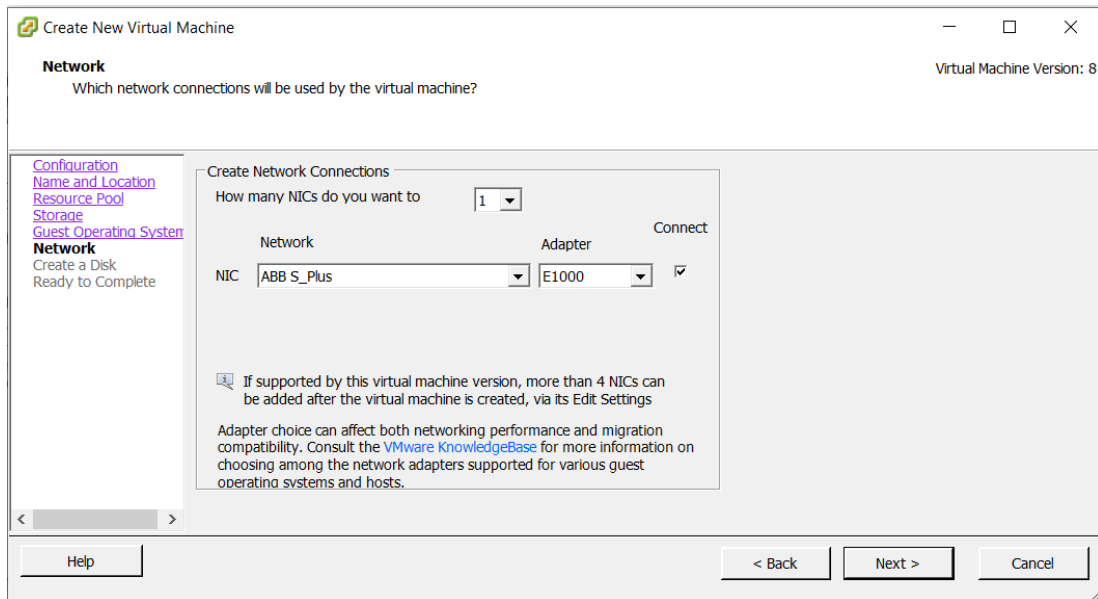 Create New Virtual Machine
Network
Virtual Machine Version: 8
Which network connections will be used by the virtual machine?
Configuration
Name and Location
Resource Pool
Storage
Guest Operating System
Network
Create a Disk
Ready to Complete
Create Network Connections
How many NICs do you want to
1
Network
Adapter
Connect
NIC
ABB S_Plus
E1000
If supported by this virtual machine version, more than 4 NICs can
be added after the virtual machine is created, via its Edit Settings
Adapter choice can affect both networking performance and migration
compatibility. Consult the VMware KnowledgeBase for more information on
choosing among the network adapters supported for various guest
operating systems and hosts.
Help
< Back
Next >
Cancel